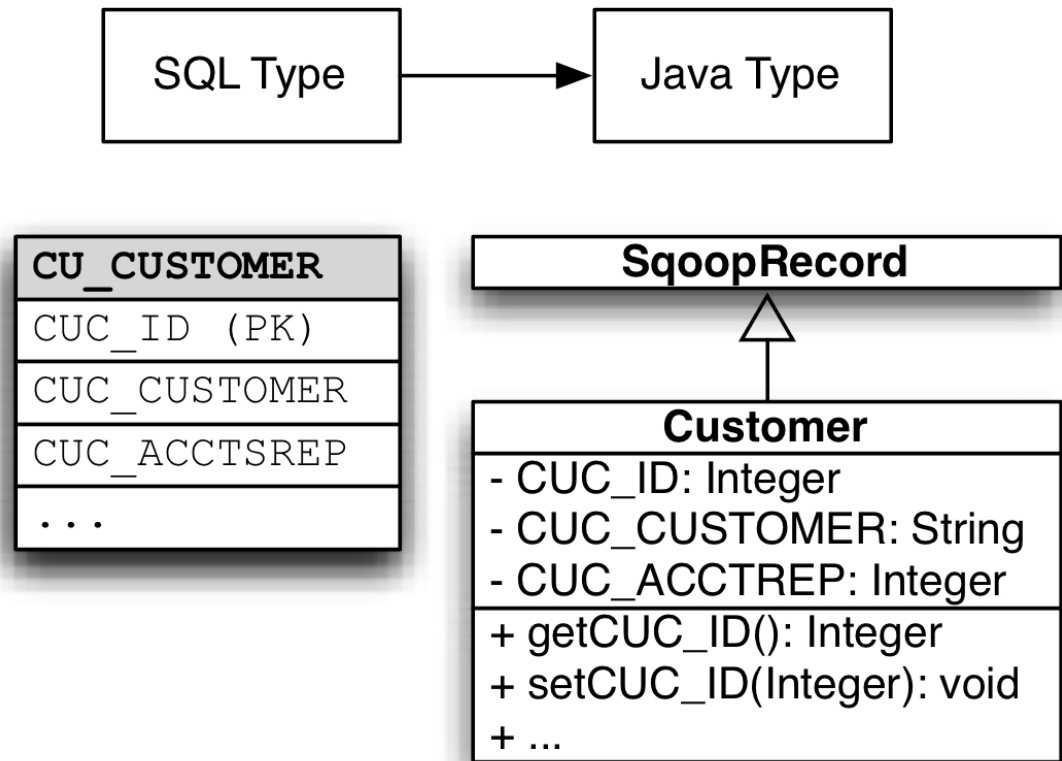 SQL Type
Java Type
CU_CUSTOMER
CUC_ID (PK)
CUC_CUSTOMER
CUC_ACCTSREP
...
SqoopRecord
Customer
- CUC_ID: Integer
- CUC_CUSTOMER: String
- CUC_ACCTREP: Integer
+ getCUC_ID(): Integer
+ setCUC_ID(Integer): void
+ ...